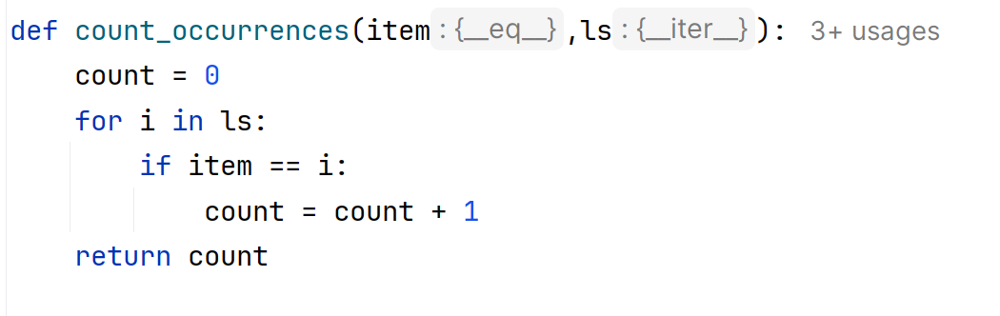 def count_occurrences(item : {__eq__} ,ls : {__iter__} ):  3+ usages
    count = 0
    for i in ls:
        if item == i:
            count = count + 1
    return count